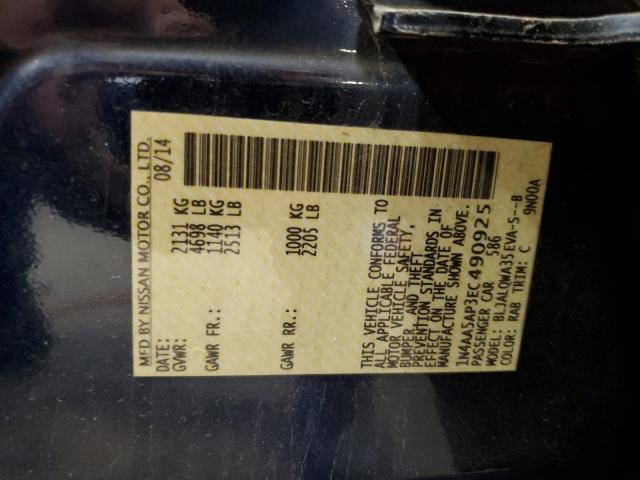 MFD BY NISSAN MOTOR CO., LTD.
DATE: 08/14
GVWR: 2131 KG
4698 LB
GAWR FR.: 1140 KG
2513 LB
GAWR RR.: 1000 KG
2205 LB
THIS VEHICLE CONFORMS TO
ALL APPLICABLE FEDERAL
MOTOR VEHICLE SAFETY,
BUMPER, AND THEFT
PREVENTION STANDARDS IN
EFFECT ON THE DATE OF
MANUFACTURE SHOWN ABOVE.
1N4AA5AP3EC490925
PASSENGER CAR 586
MODEL: BLJALQWA35EVA-S--B
COLOR: RAB TRIM: C 9N00A